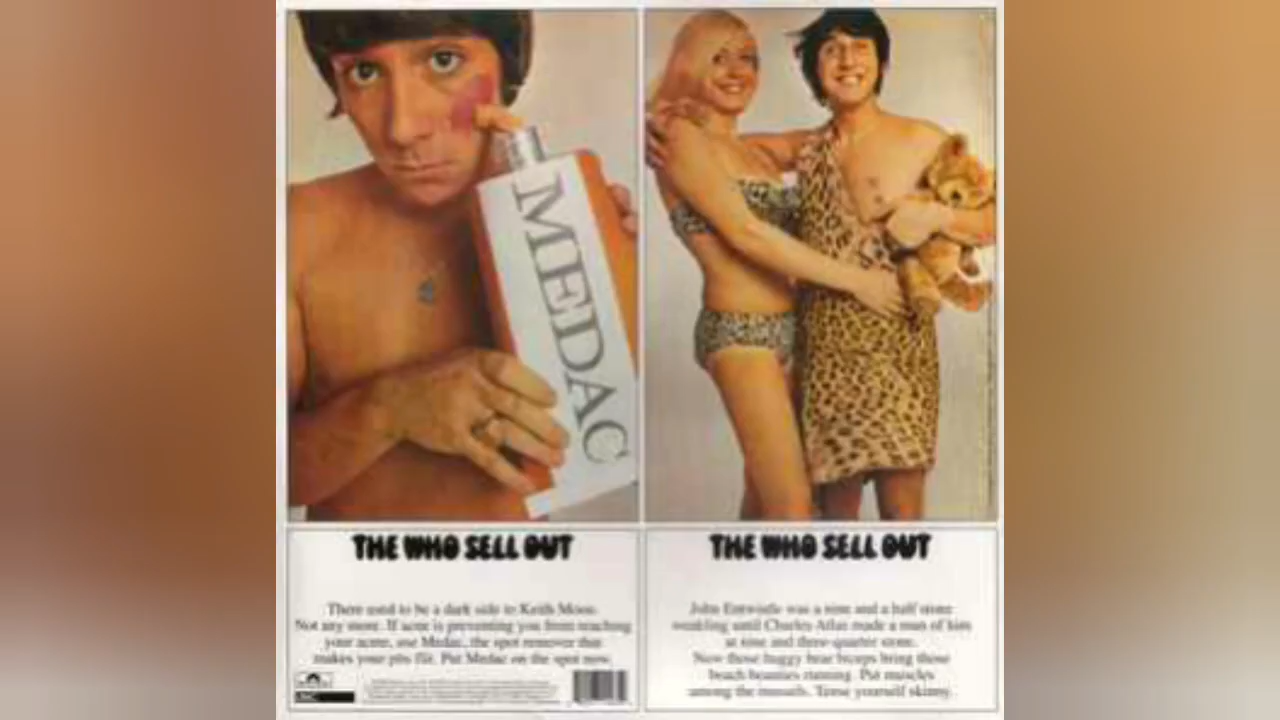 MEDAC
THE WHO SELL OUT
There used to be a dark side to Keith Moon.
Not any more. If acne is preventing you from reaching
your acme, use Medac, the spot remover that
makes your pits flit. Put Medac on the spot now.
THE WHO SELL OUT
John Entwistle was a nine and a half stone
weakling until Charles Atlas made a man of him
at nine and three-quarter stone.
Now those huggy bear biceps bring those
beach beauties running. Put muscles
among the mussels. Tense yourself skinny.